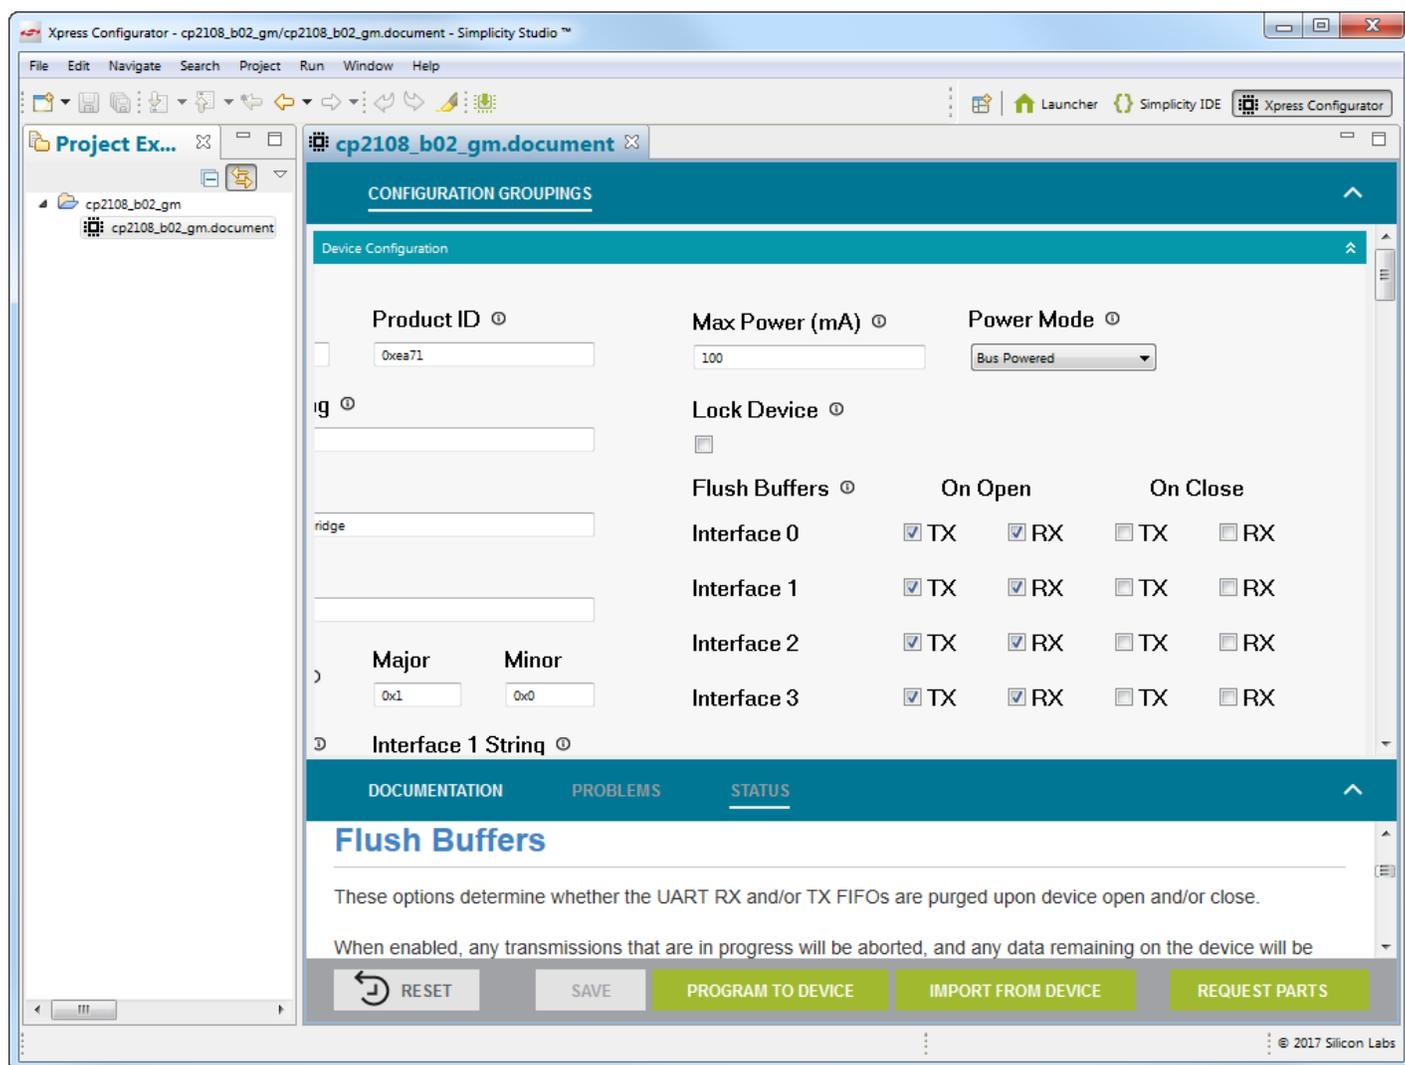 Xpress Configurator - cp2108_b02_gm/cp2108_b02_gm.document - Simplicity Studio ™
File Edit Navigate Search Project Run Window Help
Launcher Simplicity IDE Xpress Configurator
Project Ex...
cp2108_b02_gm.document
cp2108_b02_gm
cp2108_b02_gm.document
CONFIGURATION GROUPINGS
Device Configuration
Product ID Max Power (mA) Power Mode
0xea71 100 Bus Powered
Lock Device
Flush Buffers On Open On Close
ridge
Interface 0 TX RX TX RX
Interface 1 TX RX TX RX
Interface 2 TX RX TX RX
Major Minor
0x1 0x0
Interface 3 TX RX TX RX
Interface 1 String
DOCUMENTATION PROBLEMS STATUS
Flush Buffers
These options determine whether the UART RX and/or TX FIFOs are purged upon device open and/or close.
When enabled, any transmissions that are in progress will be aborted, and any data remaining on the device will be
RESET SAVE PROGRAM TO DEVICE IMPORT FROM DEVICE REQUEST PARTS
© 2017 Silicon Labs